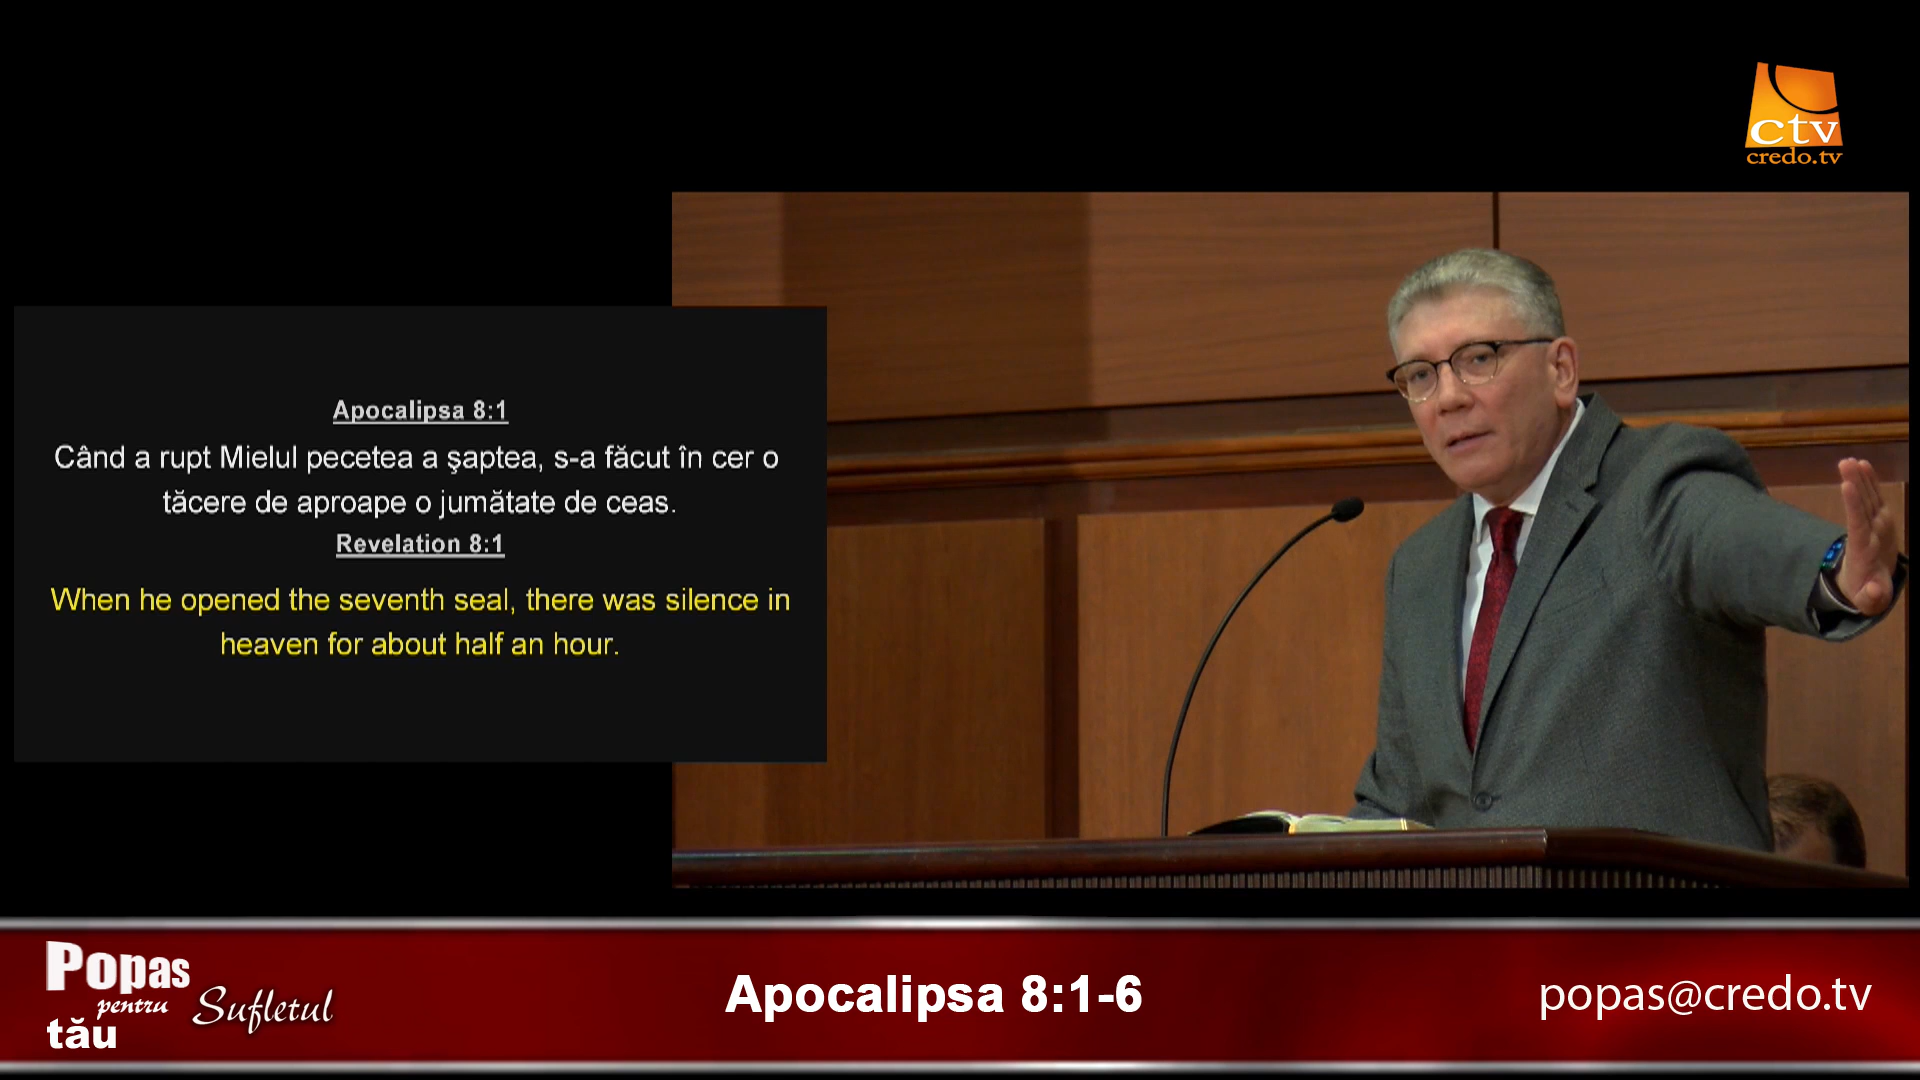 ctv
credo.tv
Apocalipsa 8:1
Când a rupt Mielul pecetea a şaptea, s-a făcut în cer o
tăcere de aproape o jumătate de ceas.
Revelation 8:1
When he opened the seventh seal, there was silence in
heaven for about half an hour.
Popas
pentru Sufletul
tău
Apocalipsa 8:1-6
popas@credo.tv